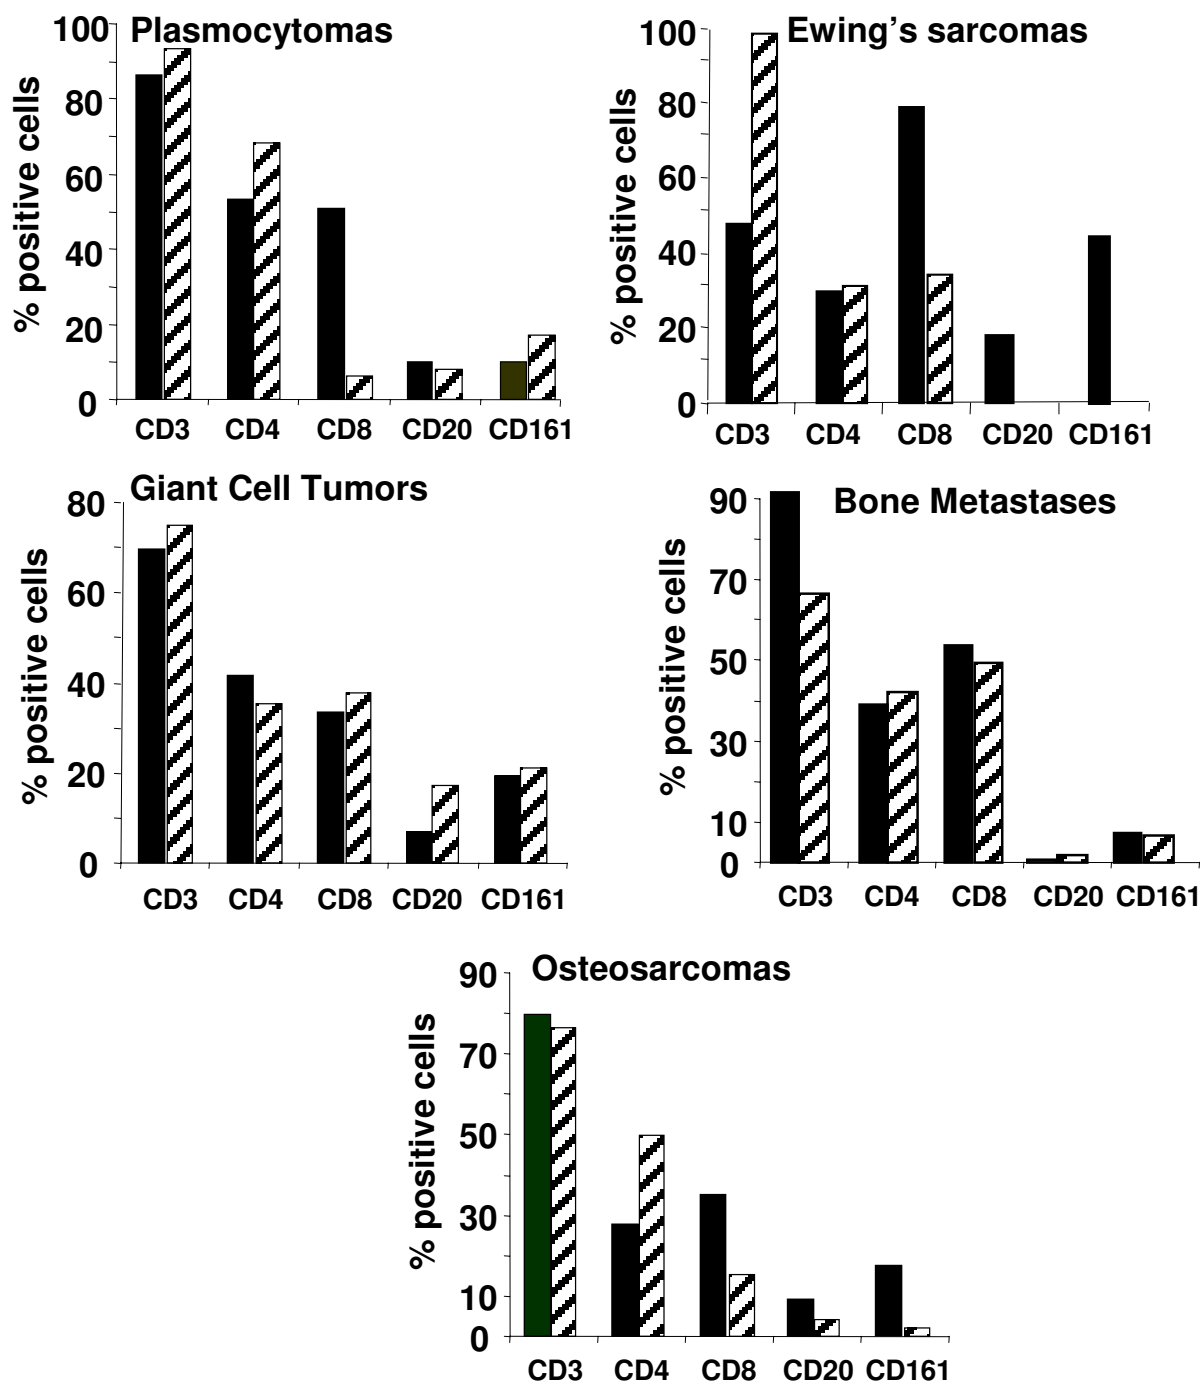 Plasmocytomas
% positive cells
100
80
60
40
20
0
CD3 CD4 CD8 CD20 CD161
Ewing's sarcomas
% positive cells
100
80
60
40
20
0
CD3 CD4 CD8 CD20 CD161
Giant Cell Tumors
% positive cells
80
60
40
20
0
CD3 CD4 CD8 CD20 CD161
Bone Metastases
% positive cells
90
70
50
30
10
0
CD3 CD4 CD8 CD20 CD161
Osteosarcomas
% positive cells
90
70
50
30
10
0
CD3 CD4 CD8 CD20 CD161